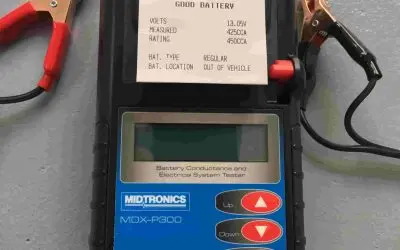 GOOD BATTERY
VOLTS 13.05V
MEASURED 425CCA
RATING 450CCA
BAT. TYPE REGULAR
BAT. LOCATION OUT OF VEHICLE
Battery Conductance and
Electrical System Tester
MIDTRONICS
MDX-P300
Up
Down